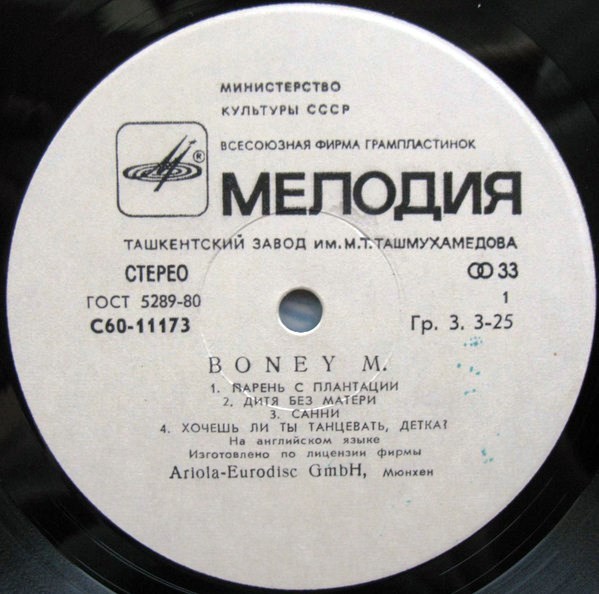 МИНИСТЕРСТВО
КУЛЬТУРЫ СССР
ВСЕСОЮЗНАЯ ФИРМА ГРАМПЛАСТИНОК
®
МЕЛОДИЯ
ТАШКЕНТСКИЙ ЗАВОД ИМ. М.Т. ТАШМУХАМЕДОВА
СТЕРЕО 33
ГОСТ 5289-80 1
С60-11173 Гр. 3. 3-25
BONEY M.
1. ПАРЕНЬ С ПЛАНТАЦИИ
2. ДИТЯ БЕЗ МАТЕРИ
3. САННИ
4. ХОЧЕШЬ ЛИ ТЫ ТАНЦЕВАТЬ, ДЕТКА?
На английском языке
Изготовлено по лицензии фирмы
Ariola-Eurodisc GmbH, Мюнхен